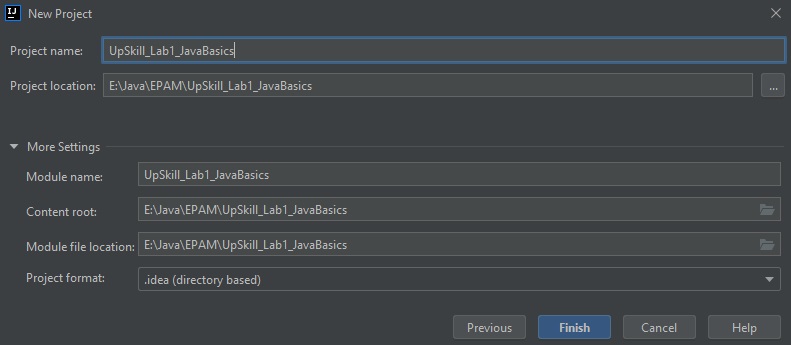 IJ New Project
Project name: UpSkill_Lab1_JavaBasics
Project location: E:\Java\EPAM\UpSkill_Lab1_JavaBasics ...
More Settings
Module name: UpSkill_Lab1_JavaBasics
Content root: E:\Java\EPAM\UpSkill_Lab1_JavaBasics
Module file location: E:\Java\EPAM\UpSkill_Lab1_JavaBasics
Project format: .idea (directory based)
Previous Finish Cancel Help